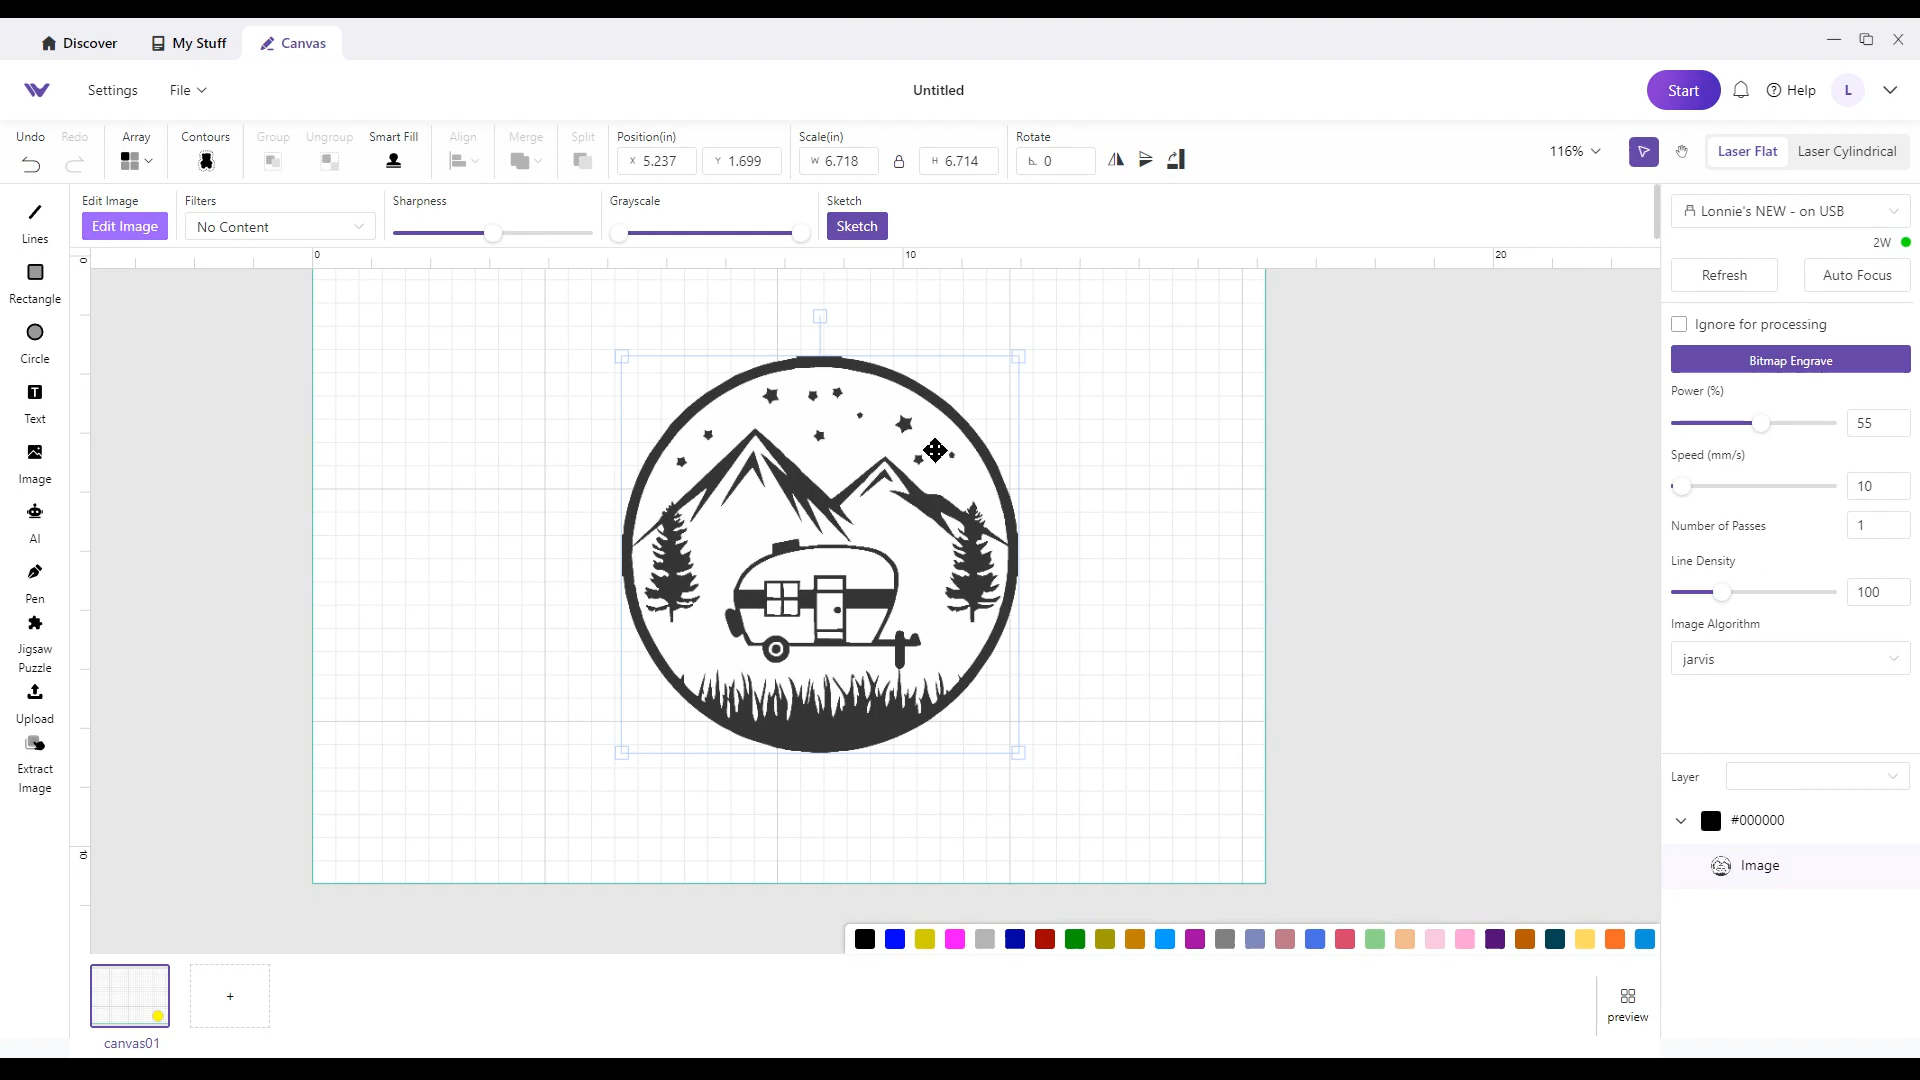 Discover
My Stuff
Canvas
Settings
File
Untitled
Start
Help
L
Undo
Redo
Array
Contours
Group
Ungroup
Smart Fill
Align
Merge
Split
Position(in)
X 5.237
Y 1.699
Scale(in)
W 6.718
H 6.714
Rotate
0
116%
Laser Flat
Laser Cylindrical
Edit Image
Edit Image
Filters
No Content
Sharpness
Grayscale
Sketch
Sketch
0
10
20
0
10
Lines
Rectangle
Circle
Text
Image
AI
Pen
Jigsaw
Puzzle
Upload
Extract
Image
Lonnie's NEW - on USB
2W
Refresh
Auto Focus
Ignore for processing
Bitmap Engrave
Power (%)
55
Speed (mm/s)
10
Number of Passes
1
Line Density
100
Image Algorithm
jarvis
Layer
#000000
Image
+
canvas01
preview